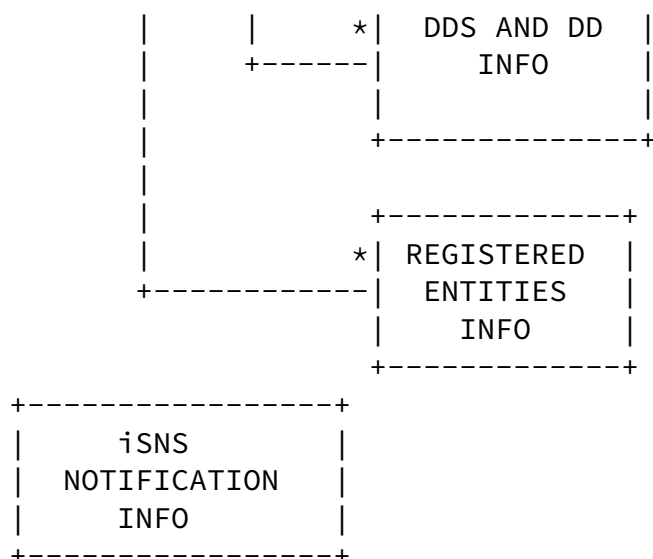 |      |     *| DDS AND DD  |
|      +------|    INFO     |
|             |             |
|             +-------------+
|
|             +-------------+
|            *| REGISTERED  |
+-------------|  ENTITIES   |
              |    INFO     |
              +-------------+
+-----------------+
|      iSNS       |
|  NOTIFICATION   |
|      INFO       |
+-----------------+